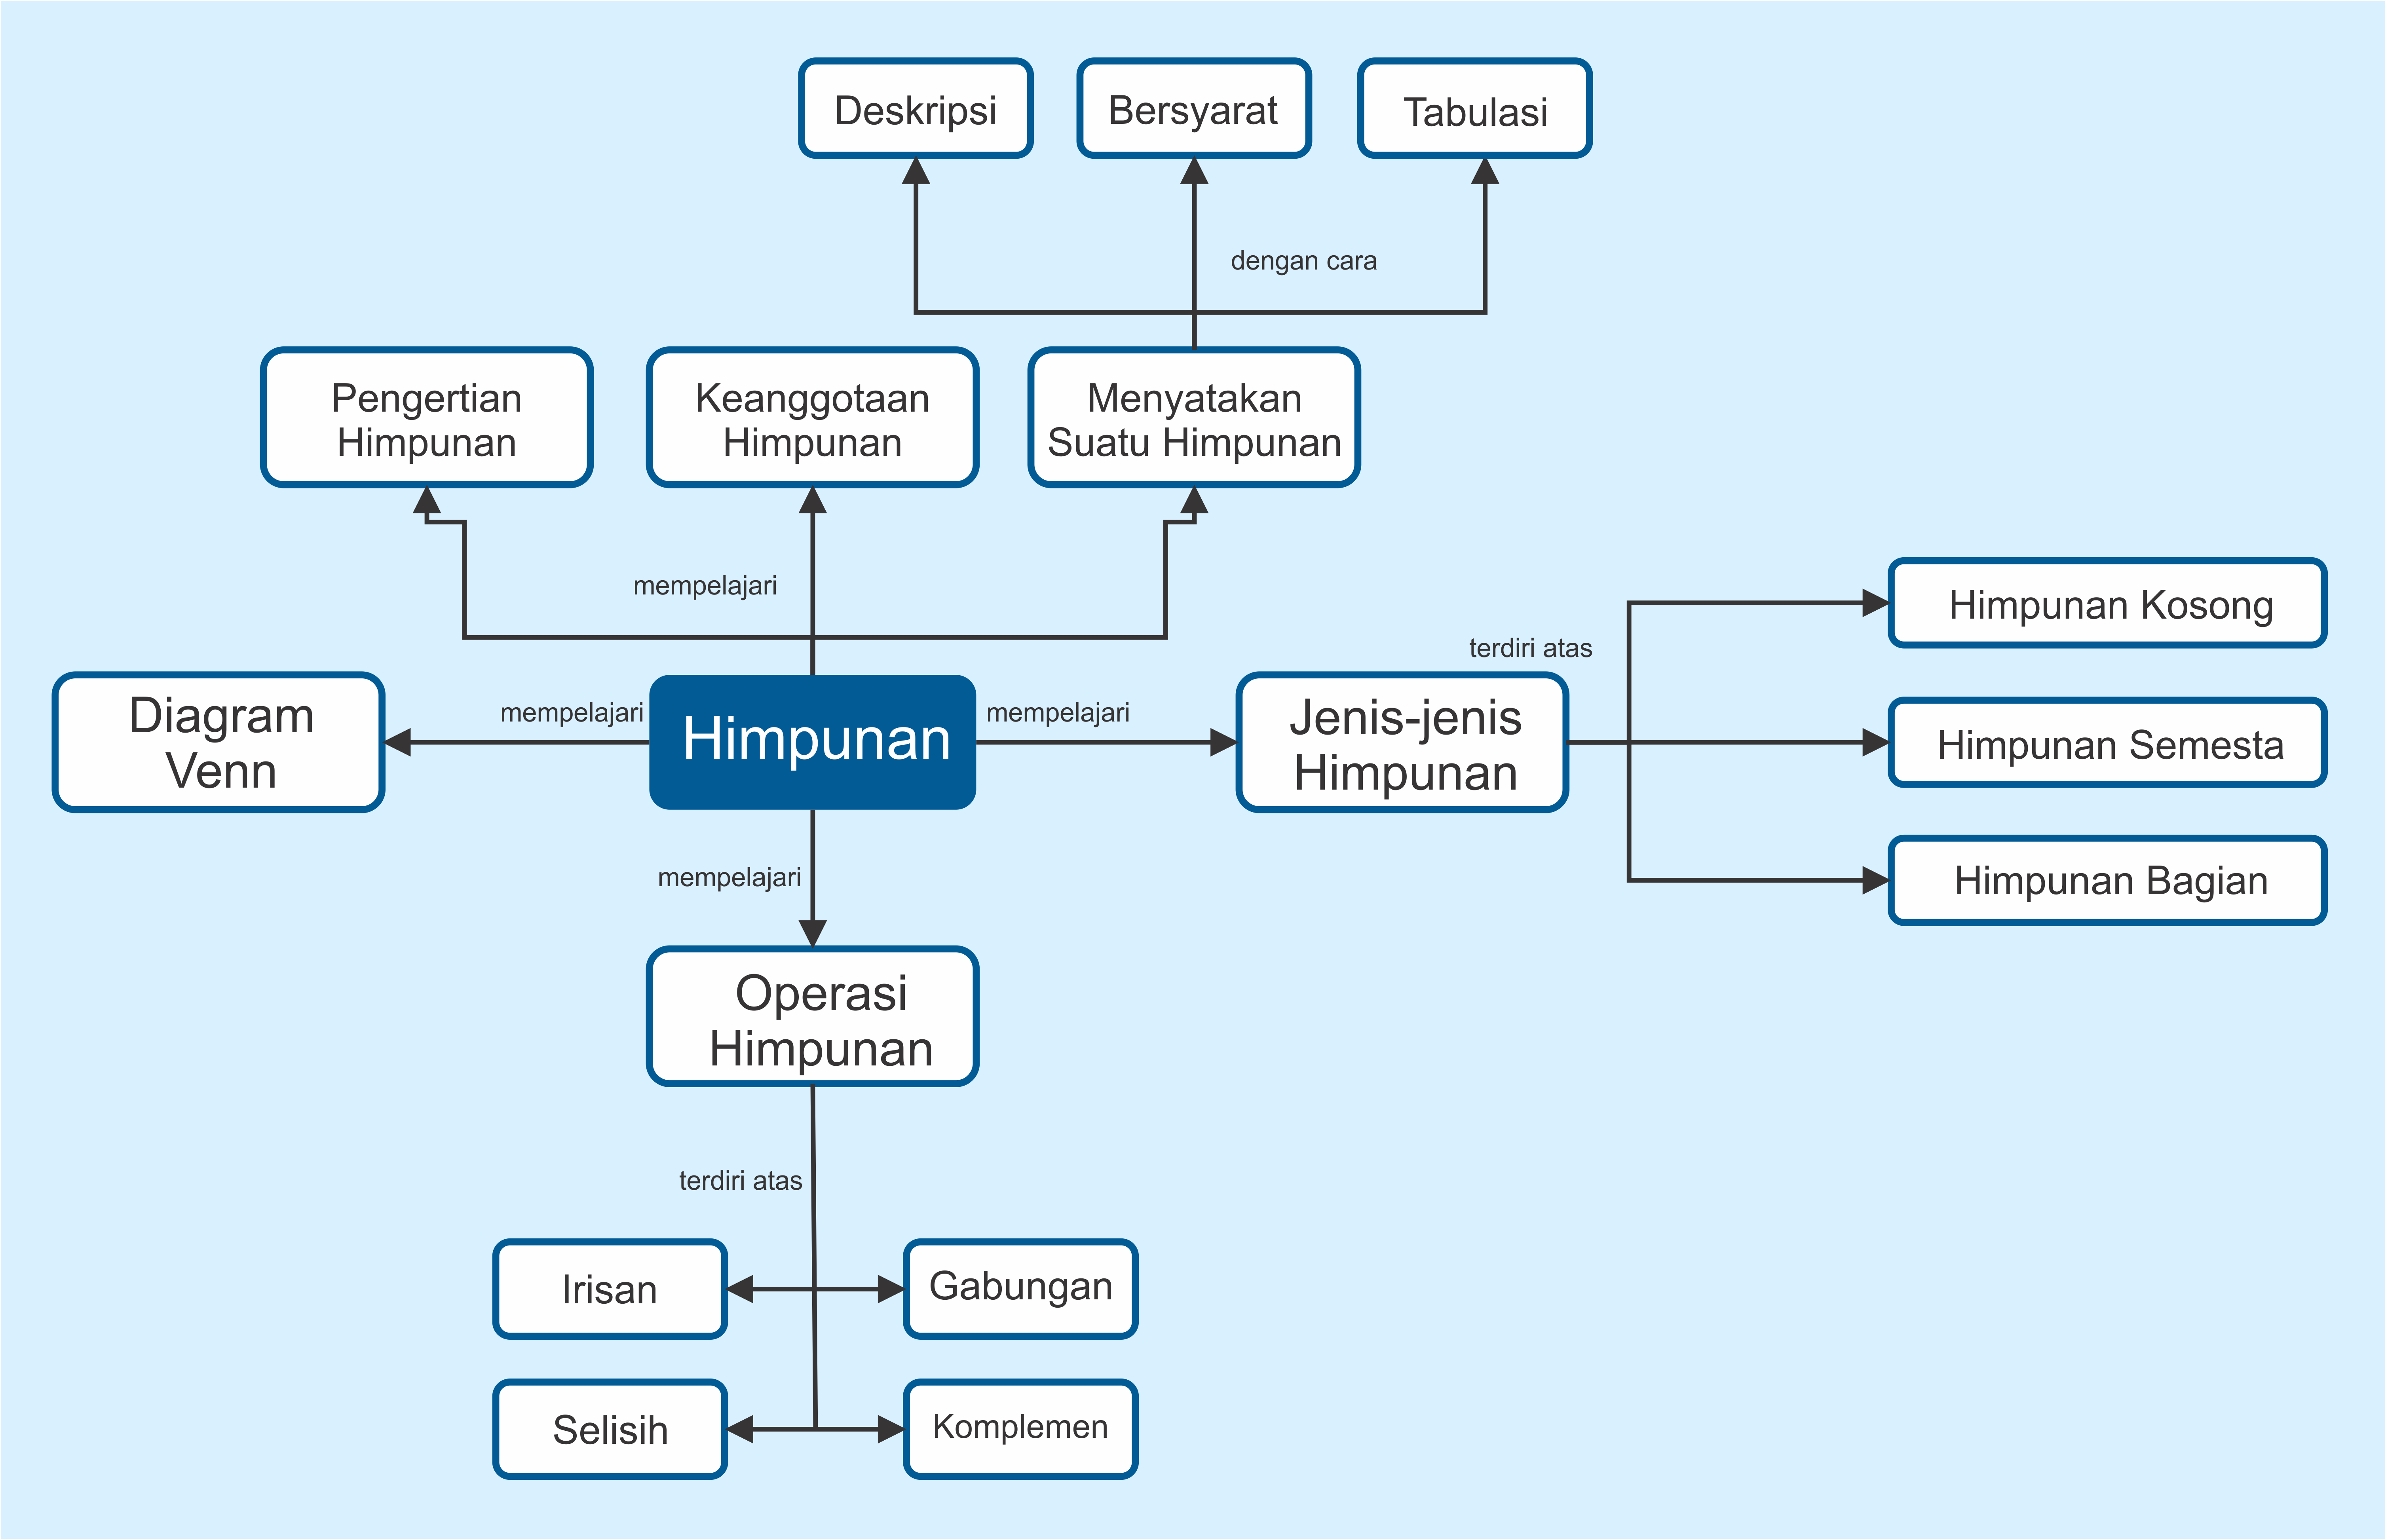 Deskripsi
Bersyarat
Tabulasi
dengan cara
Pengertian
Himpunan
Keanggotaan
Himpunan
Menyatakan
Suatu Himpunan
mempelajari
Diagram
Venn
mempelajari
Himpunan
mempelajari
Jenis-jenis
Himpunan
terdiri atas
Himpunan Kosong
Himpunan Semesta
Himpunan Bagian
mempelajari
Operasi
Himpunan
terdiri atas
Irisan
Gabungan
Selisih
Komplemen